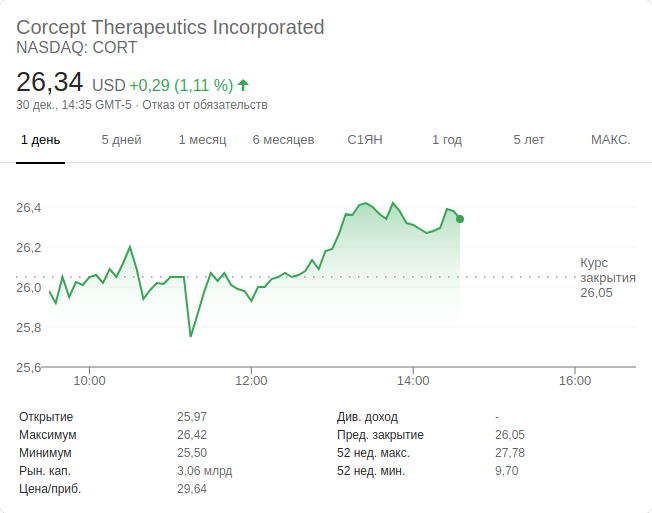 Corcept Therapeutics Incorporated
NASDAQ: CORT
26,34 USD +0,29 (1,11 %)
30 дек., 14:35 GMT-5 · Отказ от обязательств
1 день 5 дней 1 месяц 6 месяцев С1ЯН 1 год 5 лет МАКС.
26,4
26,2
26,0
25,8
25,6
Курс
закрытия
26,05
10:00 12:00 14:00 16:00
Открытие 25,97
Максимум 26,42
Минимум 25,50
Рын. кап. 3,06 млрд
Цена/приб. 29,64
Див. доход -
Пред. закрытие 26,05
52 нед. макс. 27,78
52 нед. мин. 9,70